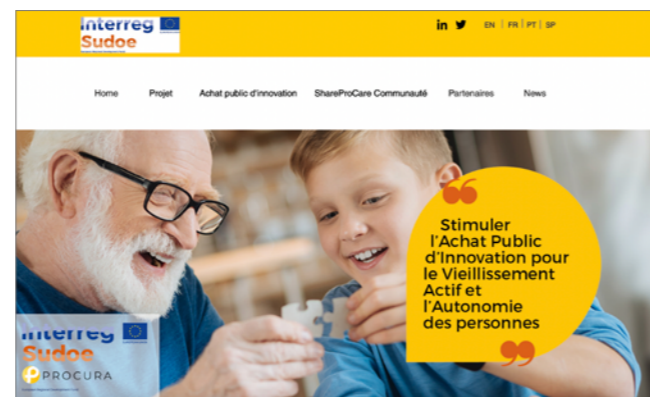 Interreg
Sudoe
EN | FR | PT | SP
Home Projet Achat public d'innovation ShareProCare Communauté Partenaires News
“
Stimuler
l'Achat Public
d'Innovation pour
le Vieillissement
Actif et
l'Autonomie
des personnes
”
Interreg
Sudoe
PROCURA